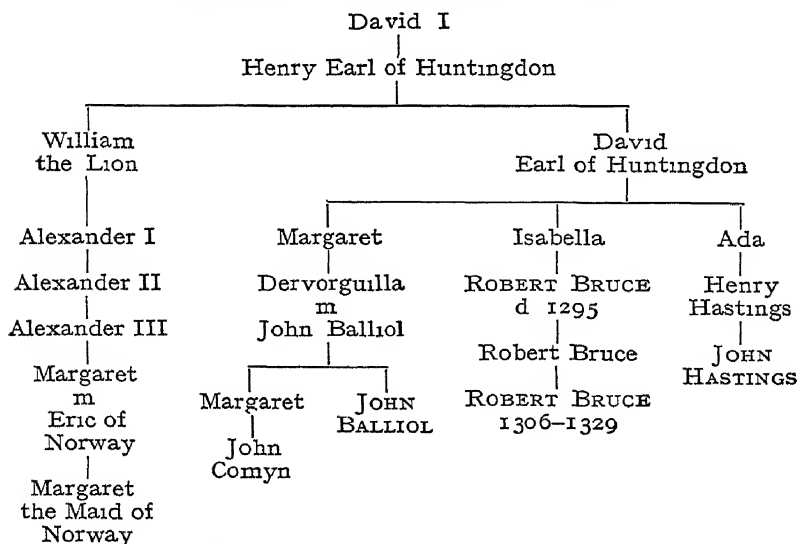 David I
Henry Earl of Huntingdon
William
the Lion
David
Earl of Huntingdon
Alexander I
Margaret
Isabella
Ada
Alexander II
Alexander III
Margaret
m
Eric of
Norway
Margaret
the Maid of
Norway
Dervorguilla
m
John Balliol
Margaret
John
Comyn
JOHN
BALLIOL
ROBERT BRUCE
d 1295
Robert Bruce
ROBERT BRUCE
1306–1329
Henry
Hastings
JOHN
HASTINGS